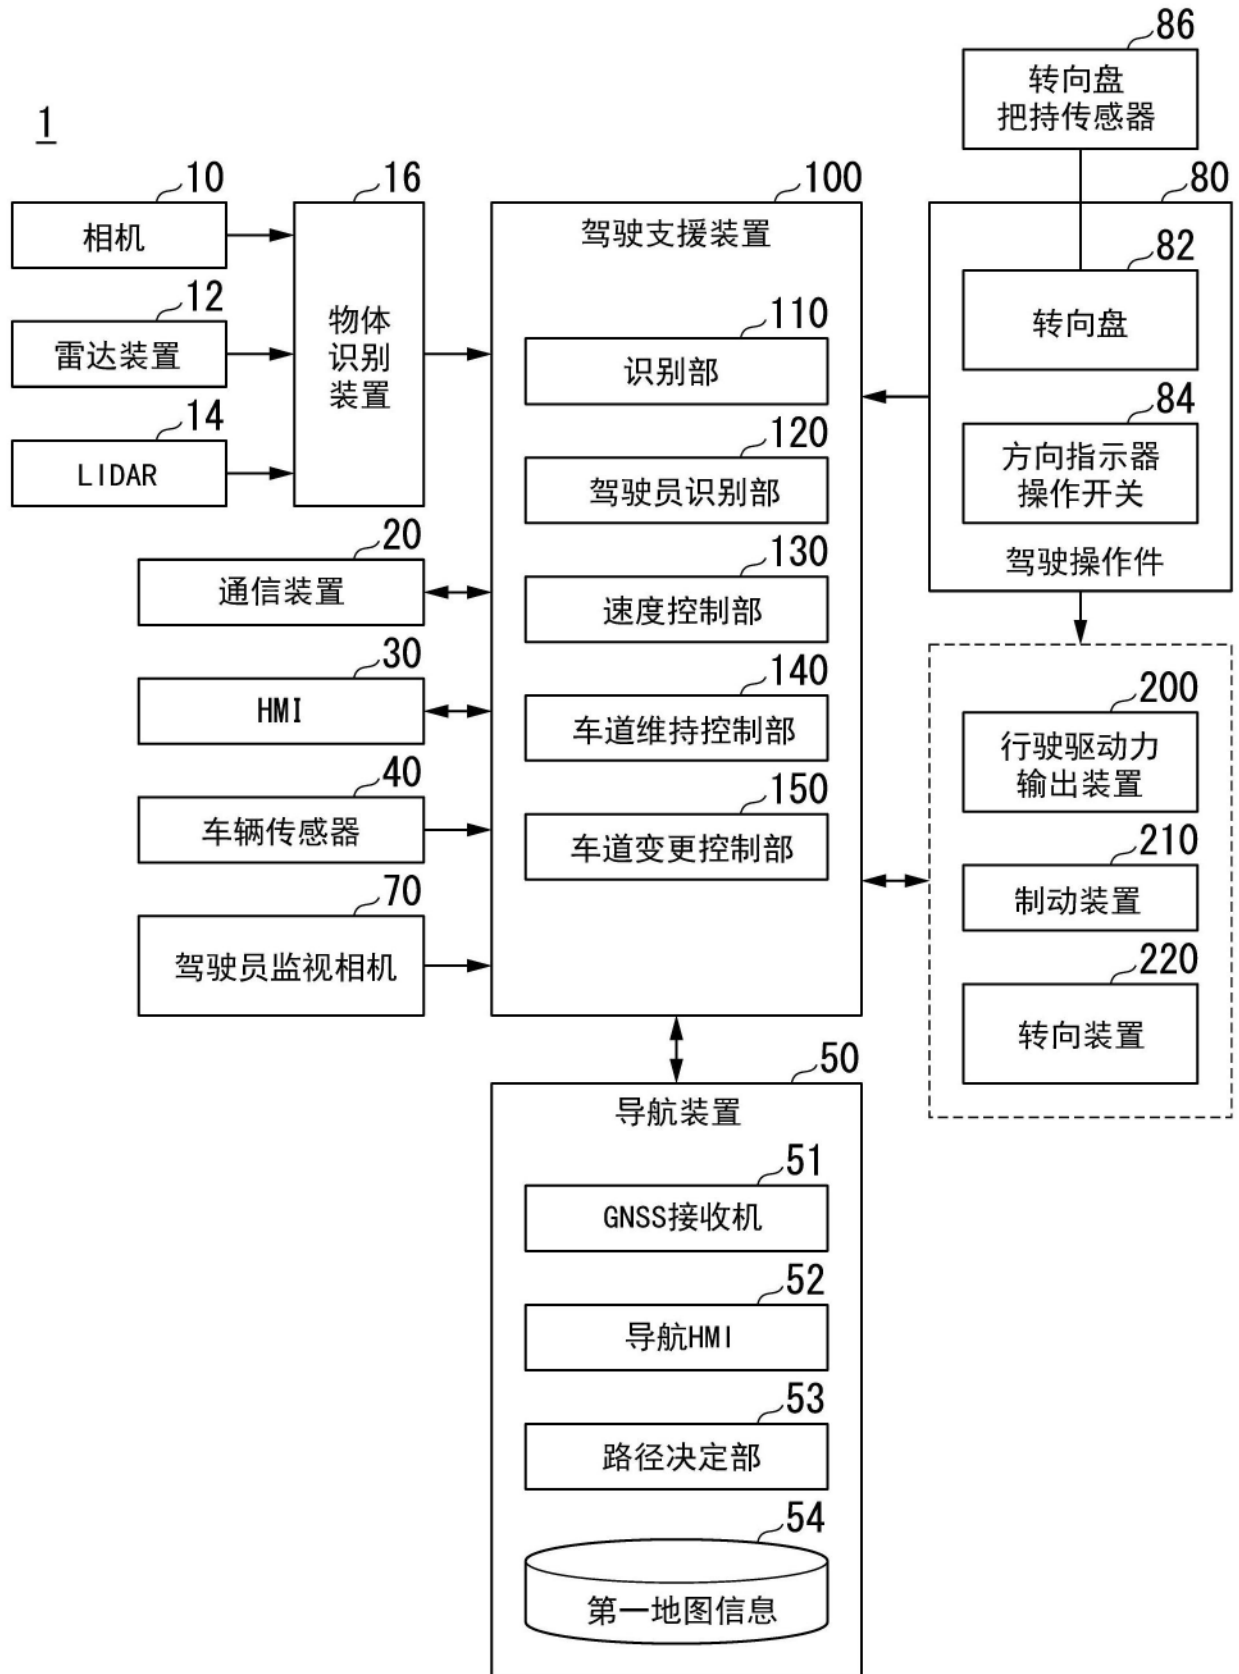 1
86
转向盘
把持传感器
10
相机
12
雷达装置
14
LIDAR
16
物体
识别
装置
20
通信装置
30
HMI
40
车辆传感器
70
驾驶员监视相机
100
驾驶支援装置
110
识别部
120
驾驶员识别部
130
速度控制部
140
车道维持控制部
150
车道变更控制部
80
82
转向盘
84
方向指示器
操作开关
驾驶操作件
200
行驶驱动力
输出装置
210
制动装置
220
转向装置
50
导航装置
51
GNSS接收机
52
导航HMI
53
路径决定部
54
第一地图信息